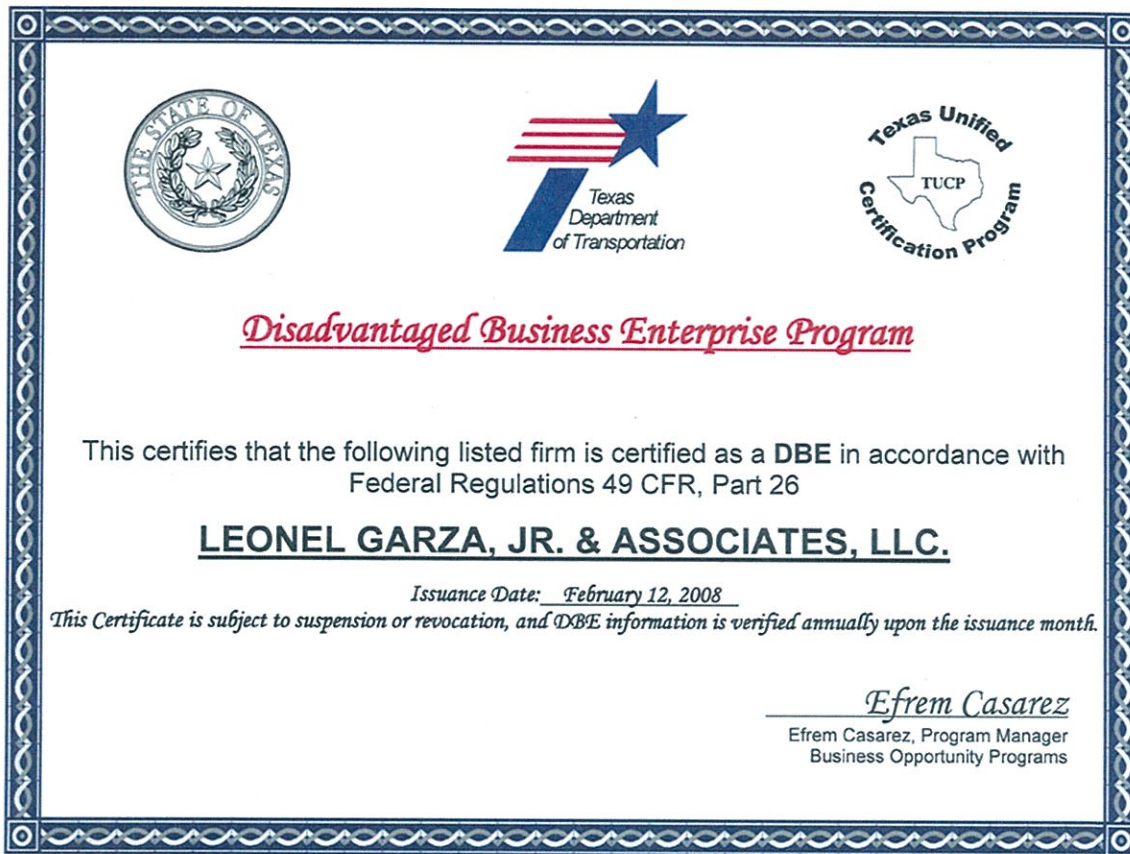 THE STATE OF TEXAS
Texas
Department
of Transportation
Texas Unified
TUCP
Certification Program
Disadvantaged Business Enterprise Program
This certifies that the following listed firm is certified as a DBE in accordance with
Federal Regulations 49 CFR, Part 26
LEONEL GARZA, JR. & ASSOCIATES, LLC.
Issuance Date: February 12, 2008
This Certificate is subject to suspension or revocation, and DBE information is verified annually upon the issuance month.
Efrem Casarez
Efrem Casarez, Program Manager
Business Opportunity Programs